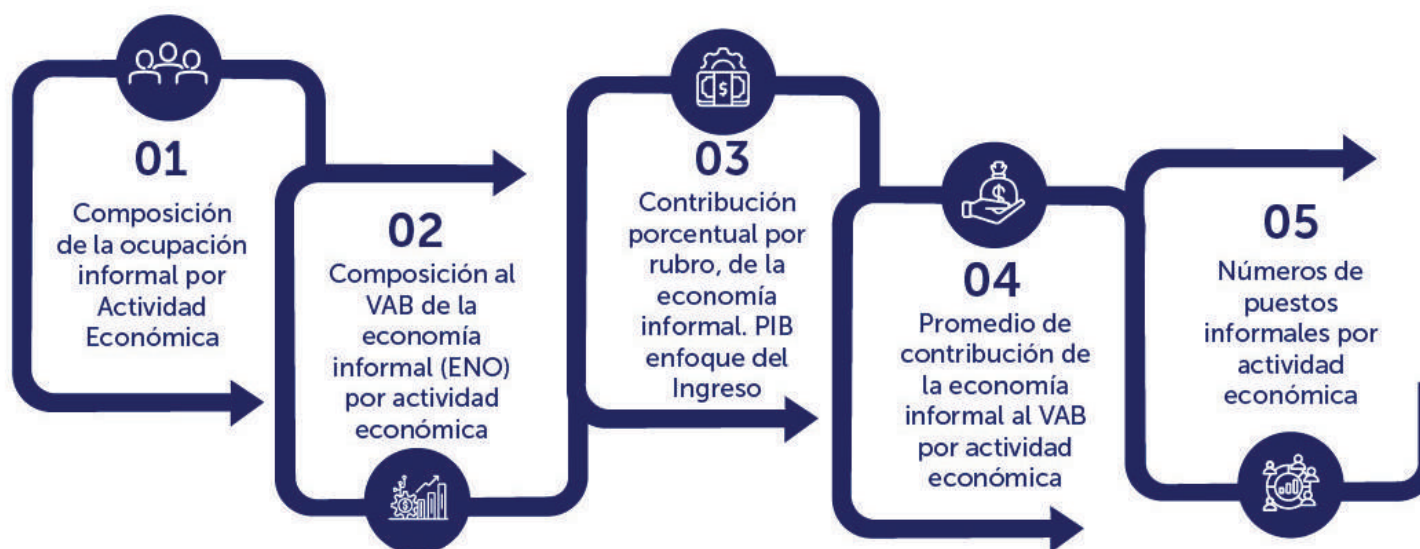 01
Composición
de la ocupación
informal por
Actividad
Económica
02
Composición al
VAB de la
economía
informal (ENO)
por actividad
económica
03
Contribución
porcentual por
rubro, de la
economía
informal. PIB
enfoque del
Ingreso
04
Promedio de
contribución de
la economía
informal al VAB
por actividad
económica
05
Números de
puestos
informales por
actividad
económica